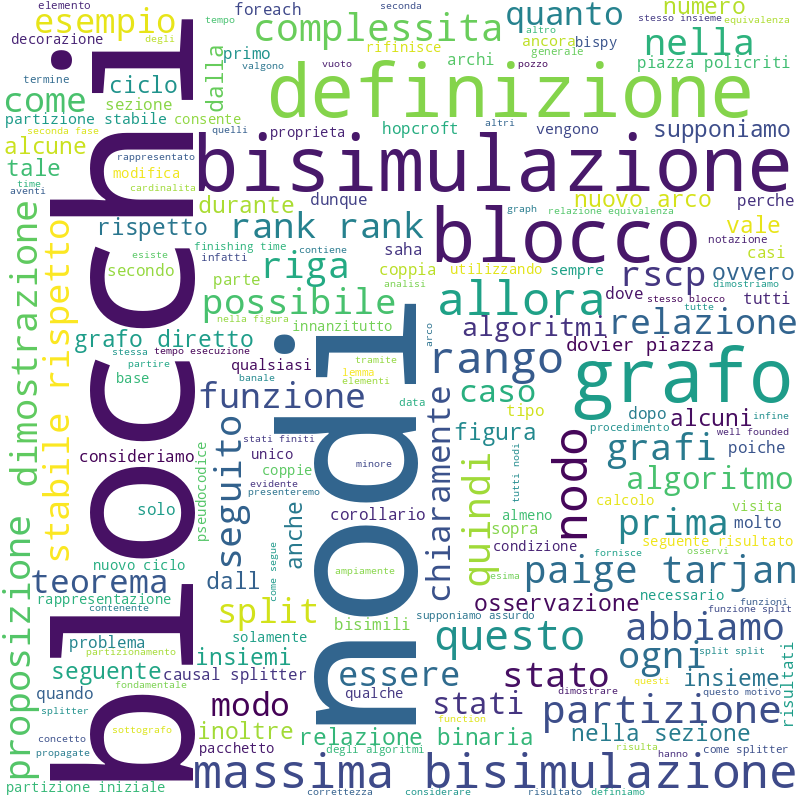 elemento
tempo
degli
foreach
seconda
stesso insieme
numero
equivalenza
decorazione
esempio
complessita
quanto
altro
generale
ancora
bispy
nella
rifinisce
archi
piazza policriti
termine
valgono
vuoto
pozzo
primo
dalla
ciclo
come
sezione
definizione
partizione stabile
consente
seconda fase
quelli
proprieta
hopcroft
altri
vengono
supponiamo
alcune
rappresentato
tale
modifica
cardinalita
aventi
time
bisimulazione
blocchi
nodi
durante
dunque
nuovo arco
perche
graph
relazione equivalenza
rispetto
rank rank
blocco
vale
notazione
finishing time
contiene
esiste
infatti
saha
casi
dimostriamo
secondo
parte
riga
coppia
utilizzando
sempre
rscp
ovvero
analisi
dove
stesso blocco
tutti
tutte
possibile
nella figura
innanzitutto
allora
relazione
grafo diretto
arco
algoritmi
stessa
tempo esecuzione
partire
tramite
qualsiasi
rango
dovier piazza
base
banale
lemma
elementi
grafo
funzione
caso
data
tipo
dopo
alcuni
procedimento
infine
stabile rispetto
proposizione dimostrazione
seguito
stati finiti
figura
well founded
consideriamo
unico
evidente
minore
nodo
grafi
poiche
coppie
presenteremo
chiaramente
quindi
algoritmo
tutti nodi
pseudocodice
solo
anche
corollario
almeno
calcolo
visita
sopra
prima
molto
nuovo ciclo
condizione
seguente risultato
fornisce
osservi
teorema
dall
come segue
ampiamente
esima
paige tarjan
necessario
rappresentazione
contenente
split
osservazione
funzioni
funzione split
bisimili
supponiamo assurdo
abbiamo
problema
solamente
questo
partizionamento
insiemi
ogni
split split
risultati
seguente
causal splitter
essere
stato
insieme
fondamentale
questi
quando
qualche
dimostrare
questo motivo
splitter
modo
stati
partizione
concetto
sottografo
inoltre
function
nella sezione
propagate
pacchetto
relazione binaria
degli algoritmi
risulta
hanno
come splitter
massima bisimulazione
partizione iniziale
correttezza
considerare
risultato
definiamo